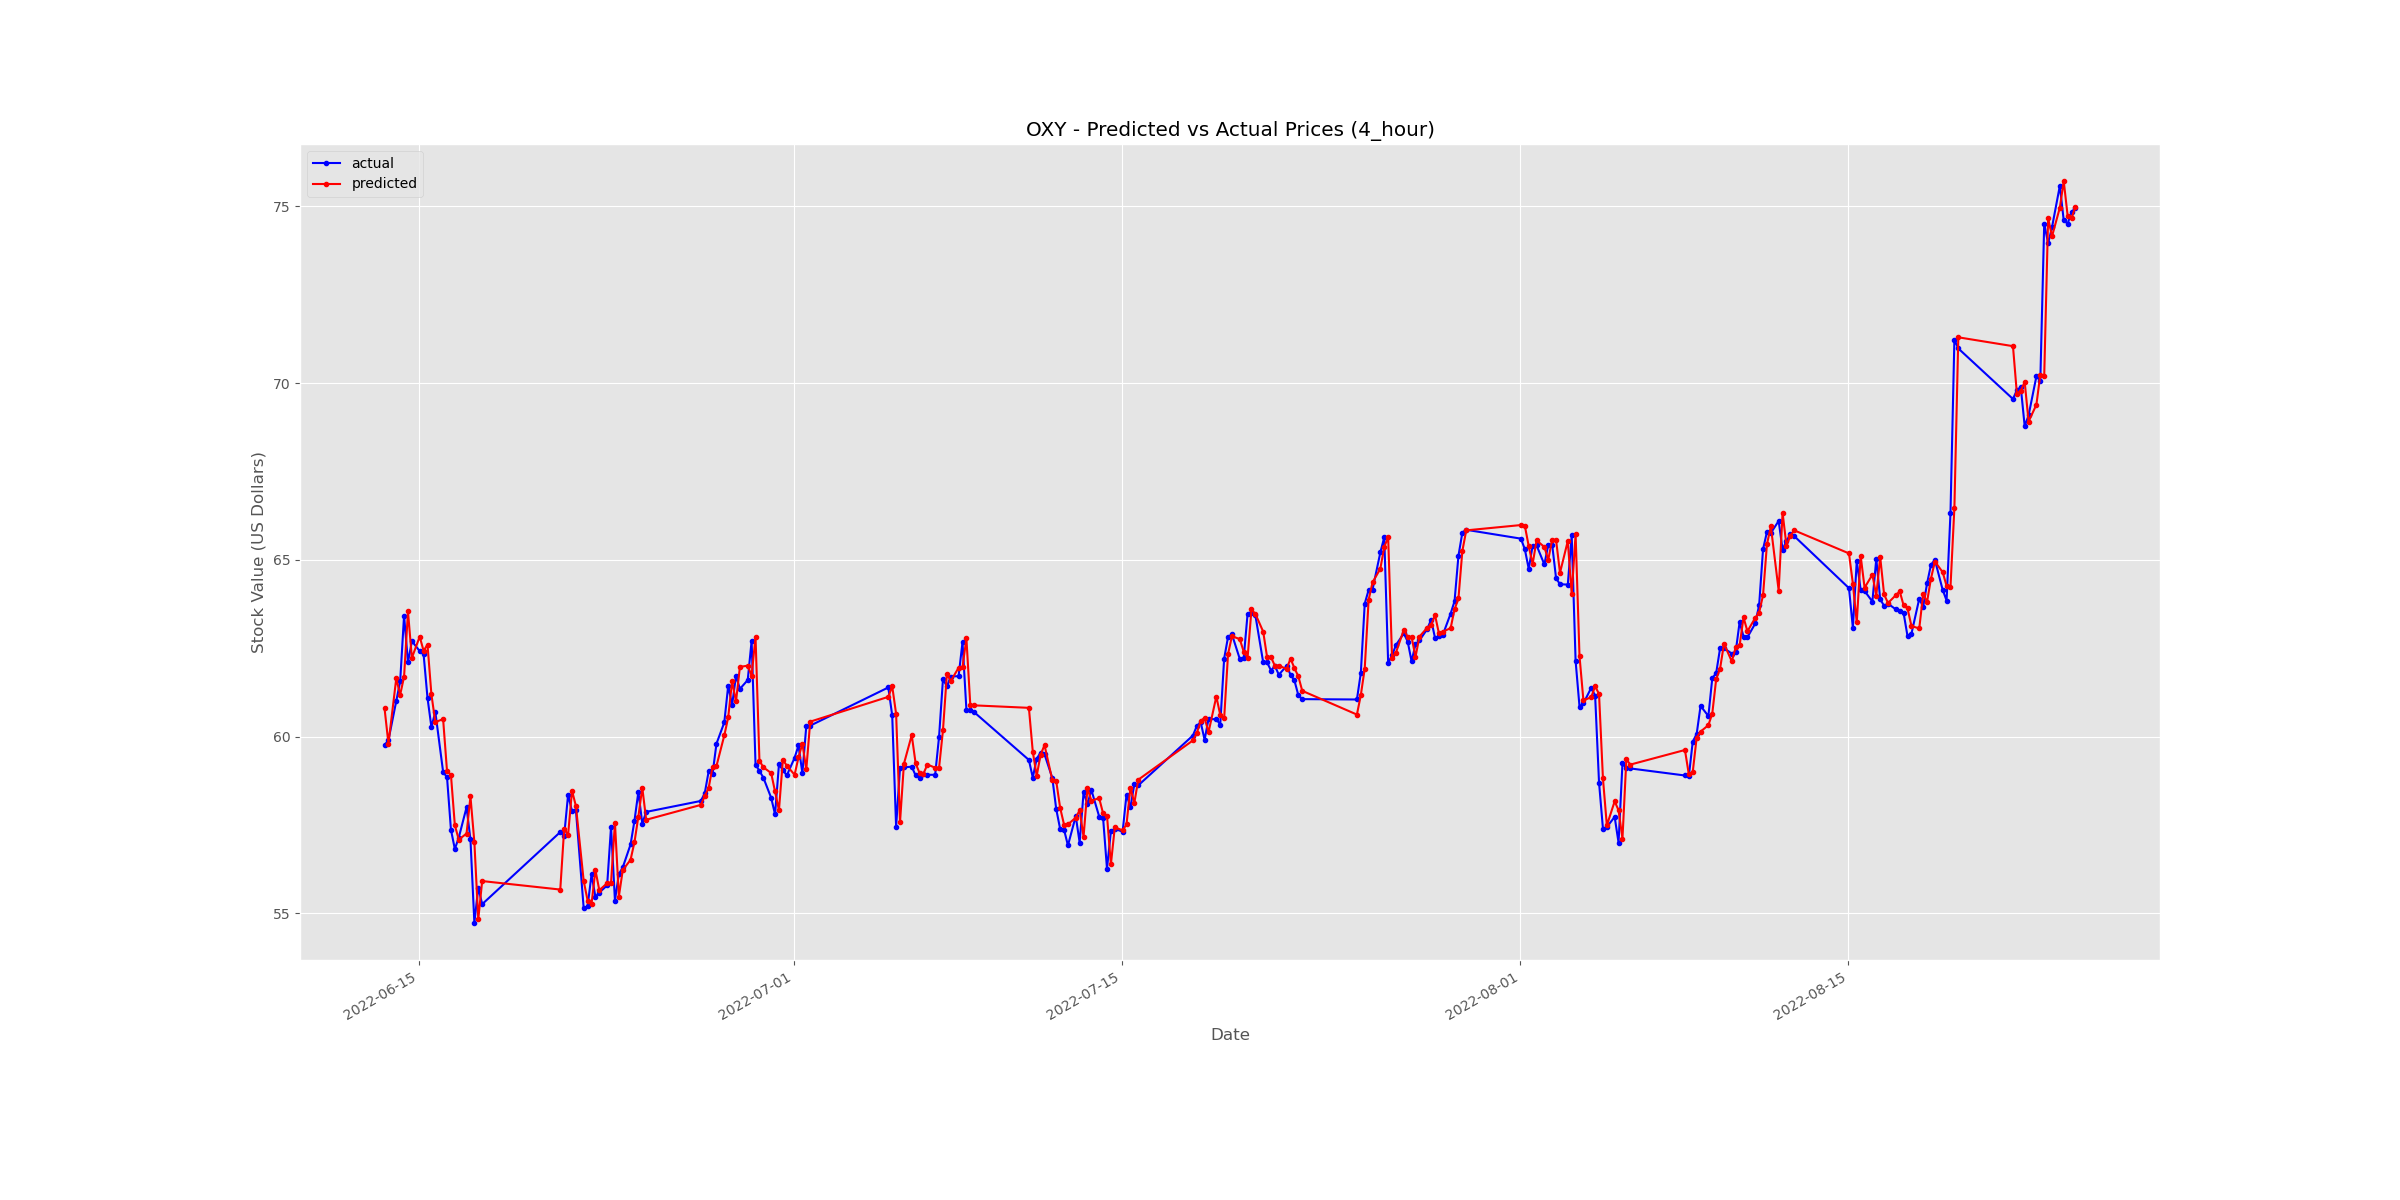 OXY - Predicted vs Actual Prices (4_hour)
actual
predicted
75
70
65
60
55
Stock Value (US Dollars)
2022-06-15
2022-07-01
2022-07-15
2022-08-01
2022-08-15
Date